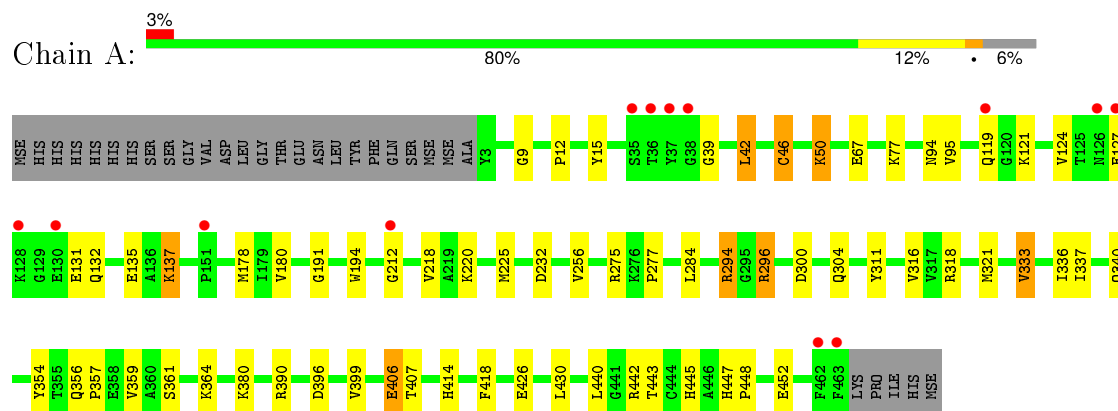 3%
Chain A:
80% 12% • 6%
MSE HIS HIS HIS HIS HIS HIS SER SER GLY VAL ASP LEU GLY THR GLU ASN LEU TYR PHE GLN SER MSE MSE ALA Y3 G9 P12 Y15 S35 T36 Y37 G38 G39 L42 C46 K50 E67 K77 N94 V95 Q119 G120 K121 V124 T125 N126
K128 G129 E130 E131 Q132 E135 A136 K137 P151 M178 I179 V180 G191 W194 G212 V218 A219 K220 M225 D232 V256 R275 K276 P277 L284 R294 G295 R296 D300 Q304 Y311 V316 V317 R318 M321 V333 I336 I337
Y354 T355 Q356 P357 E358 V359 A360 S361 K364 K380 R390 D396 V399 E406 T407 H414 F418 E426 L430 L440 G441 R442 T443 C444 H445 A446 H447 P448 E452 F462 F463 LYS PRO ILE HIS MSE